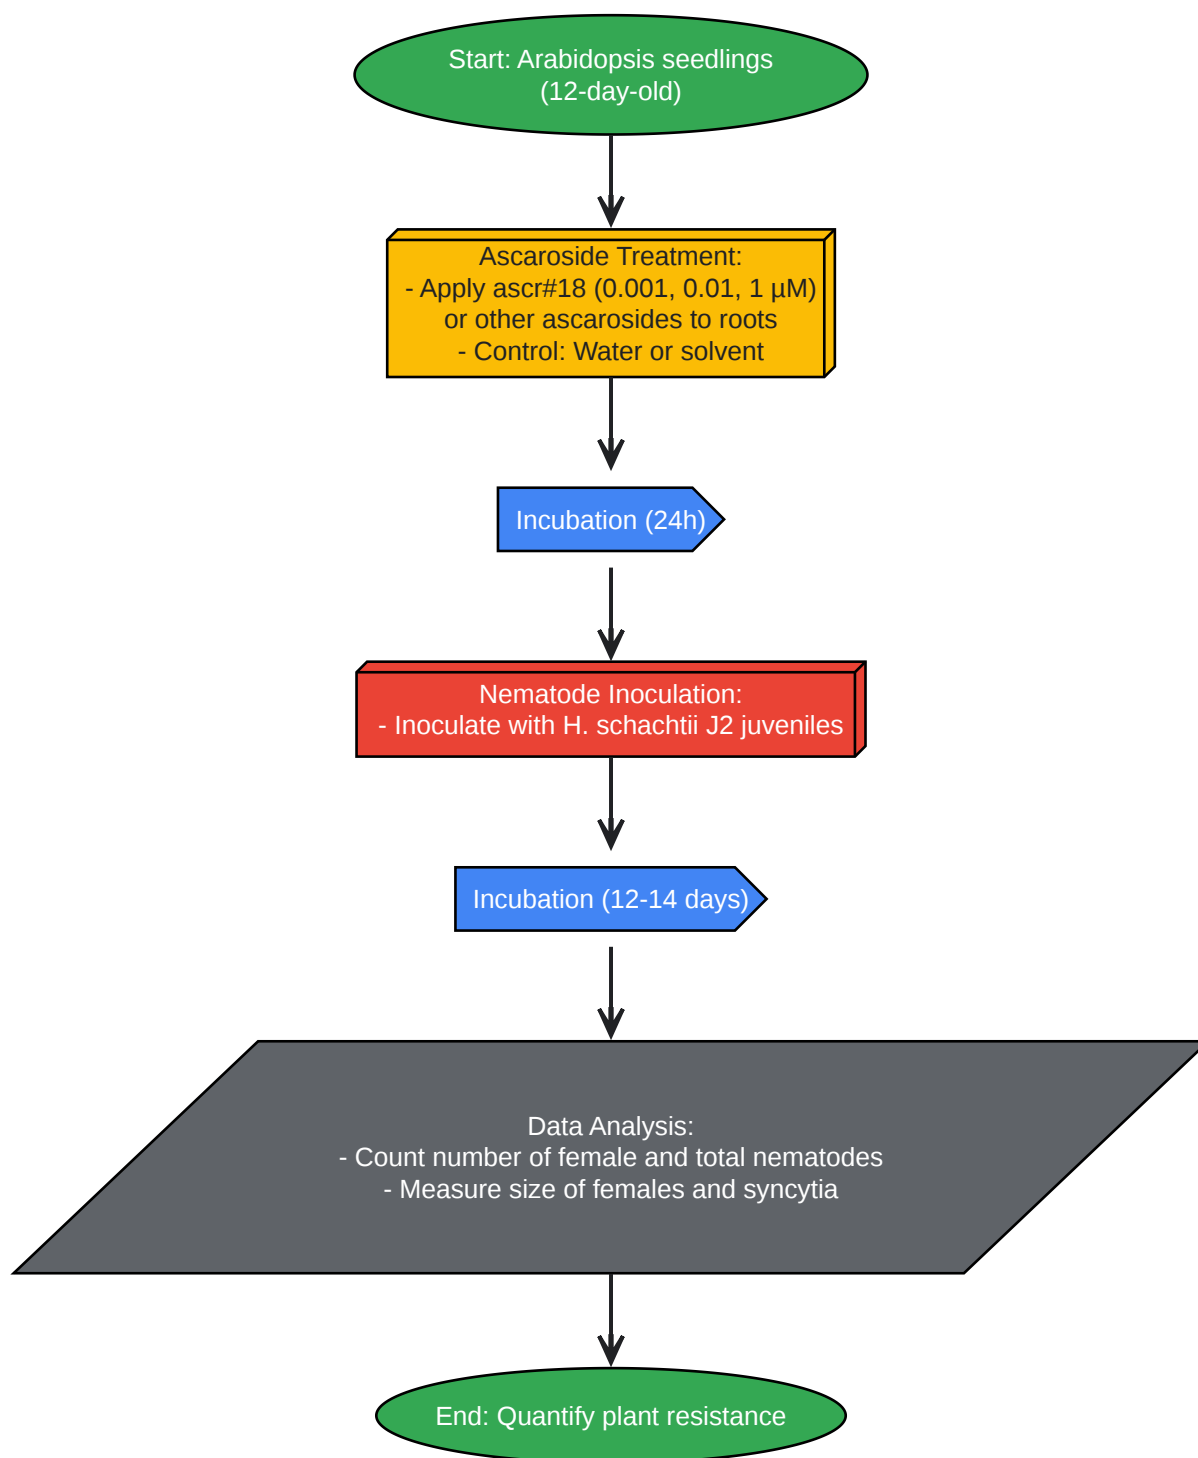 Start: Arabidopsis seedlings
(12-day-old)
Ascaroside Treatment:
- Apply ascr#18 (0.001, 0.01, 1 µM)
or other ascarosides to roots
- Control: Water or solvent
Incubation (24h)
Nematode Inoculation:
- Inoculate with H. schachtii J2 juveniles
Incubation (12-14 days)
Data Analysis:
- Count number of female and total nematodes
- Measure size of females and syncytia
End: Quantify plant resistance